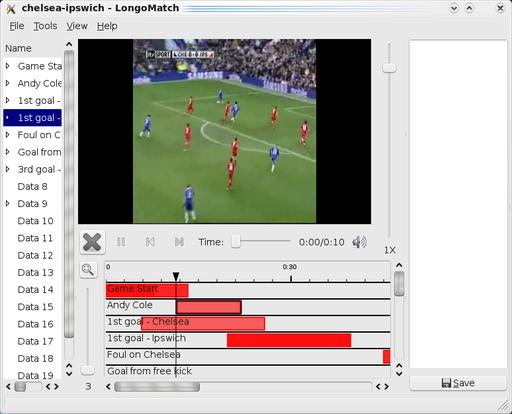 chelsea-ipswich - LongoMatch
File Tools View Help
Name
Game Sta
Andy Cole
1st goal -
1st goal -
Foul on C
Goal from
3rd goal -
Data 8
Data 9
Data 10
Data 11
Data 12
Data 13
Data 14
Data 15
Data 16
Data 17
Data 18
Data 19
itv SPORT
SAMSUNG
Time:
0:00/0:10
1X
0
0:30
Game Start
Andy Cole
1st goal - Chelsea
1st goal - Ipswich
Foul on Chelsea
Goal from free kick
3
Save